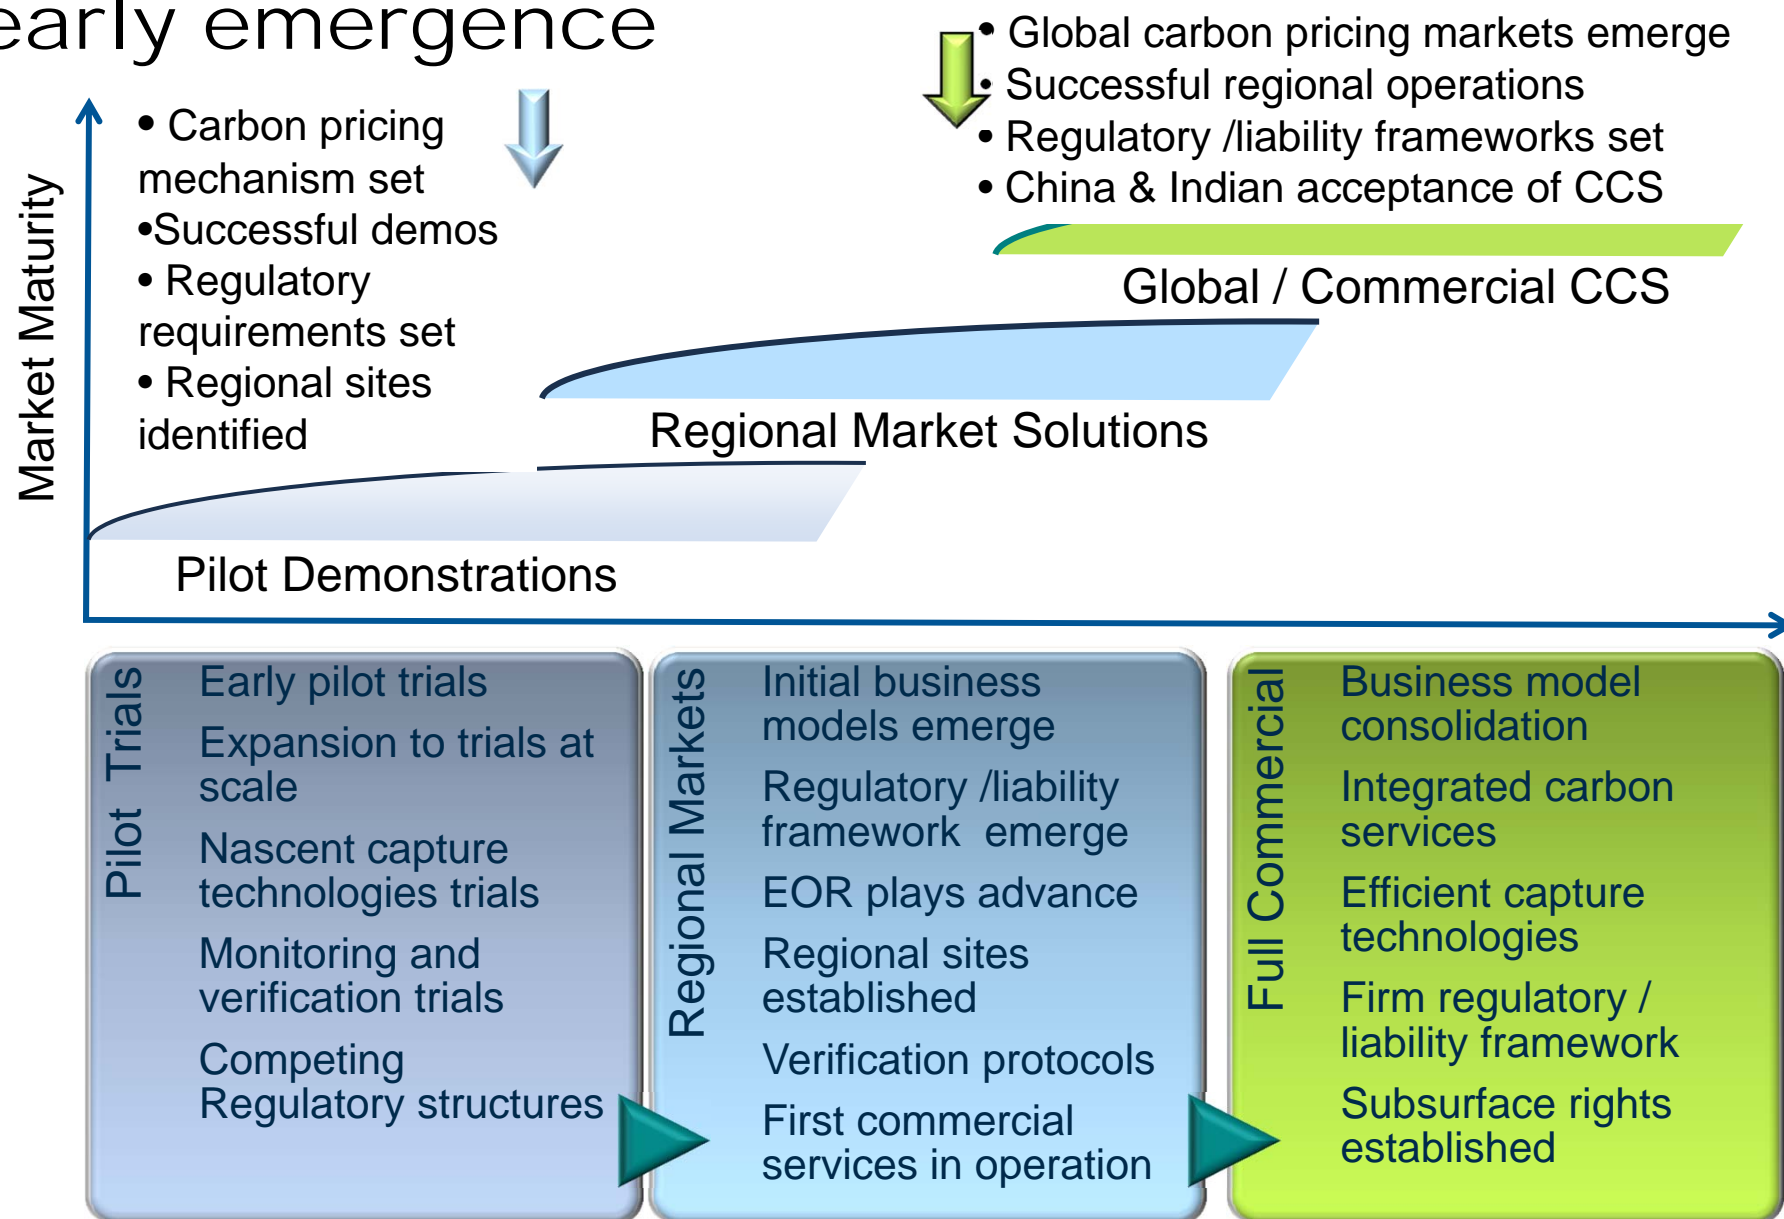 early emergence
• Carbon pricing
mechanism set
•Successful demos
• Regulatory
requirements set
• Regional sites
identified
• Global carbon pricing markets emerge
• Successful regional operations
• Regulatory /liability frameworks set
• China & Indian acceptance of CCS
Market Maturity
Global / Commercial CCS
Regional Market Solutions
Pilot Demonstrations
Pilot Trials
Early pilot trials
Expansion to trials at
scale
Nascent capture
technologies trials
Monitoring and
verification trials
Competing
Regulatory structures
Regional Markets
Initial business
models emerge
Regulatory /liability
framework emerge
EOR plays advance
Regional sites
established
Verification protocols
First commercial
services in operation
Full Commercial
Business model
consolidation
Integrated carbon
services
Efficient capture
technologies
Firm regulatory /
liability framework
Subsurface rights
established